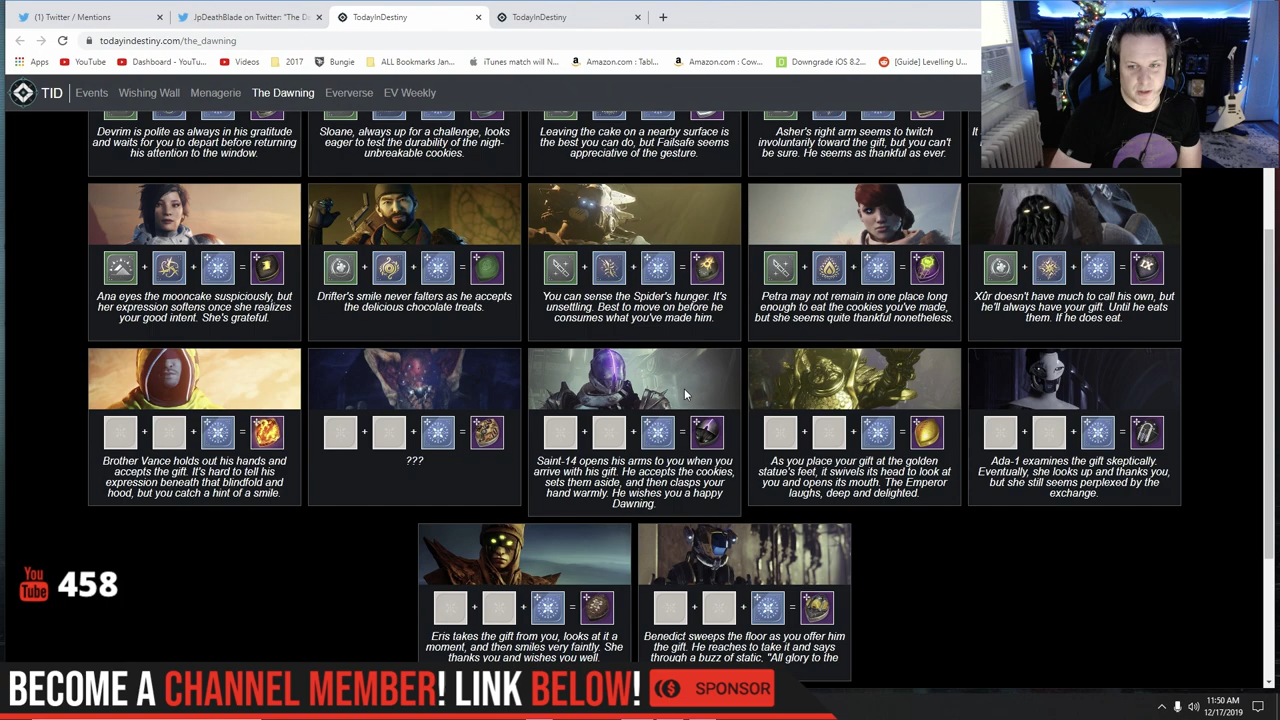 (1) Twitter / Mentions
JpDeathBlade on Twitter: "The D
TodayInDestiny
TodayInDestiny
todayindestiny.com/the_dawning
Apps
YouTube
Dashboard - YouTu...
Videos
2017
Bungie
ALL Bookmarks Jan...
iTunes match will N...
Amazon.com : Tabl...
Amazon.com : Cow...
Downgrade iOS 8.2...
[Guide] Levelling U...
TID
Events
Wishing Wall
Menagerie
The Dawning
Eververse
EV Weekly
Devrim is polite as always in his gratitude
and waits for you to depart before returning
his attention to the window.
Sloane, always up for a challenge, looks
eager to test the durability of the nigh-
unbreakable cookies.
Leaving the cake on a nearby surface is
the best you can do, but Failsafe seems
appreciative of the gesture.
Asher's right arm seems to twitch
involuntarily toward the gift, but you can't
be sure. He seems as thankful as ever.
+ + =
Ana eyes the mooncake suspiciously, but
her expression softens once she realizes
your good intent. She's grateful.
+ + =
Drifter's smile never falters as he accepts
the delicious chocolate treats.
+ + =
You can sense the Spider's hunger. It's
unsettling. Best to move on before he
consumes what you've made him.
+ + =
Petra may not remain in one place long
enough to eat the cookies you've made,
but she seems quite thankful nonetheless.
+ + =
Xûr doesn't have much to call his own, but
he'll always have your gift. Until he eats
them. If he does eat.
+ + =
Brother Vance holds out his hands and
accepts the gift. It's hard to tell his
expression beneath that blindfold and
hood, but you catch a hint of a smile.
+ + =
???
+ + =
Saint-14 opens his arms to you when you
arrive with his gift. He accepts the cookies,
sets them aside, and then clasps your
hand warmly. He wishes you a happy
Dawning.
+ + =
As you place your gift at the golden
statue's feet, it swivels its head to look at
you and opens its mouth. The Emperor
laughs, deep and delighted.
+ + =
Ada-1 examines the gift skeptically.
Eventually, she looks up and thanks you,
but she still seems perplexed by the
exchange.
+ + =
Eris takes the gift from you, looks at it a
moment, and then smiles very faintly. She
thanks you and wishes you well.
+ + =
Benedict sweeps the floor as you offer him
the gift. He reaches to take it and says
through a buzz of static. "All glory to the
You
Tube
458
BECOME A CHANNEL MEMBER! LINK BELOW!
SPONSOR
11:50 AM
12/17/2019